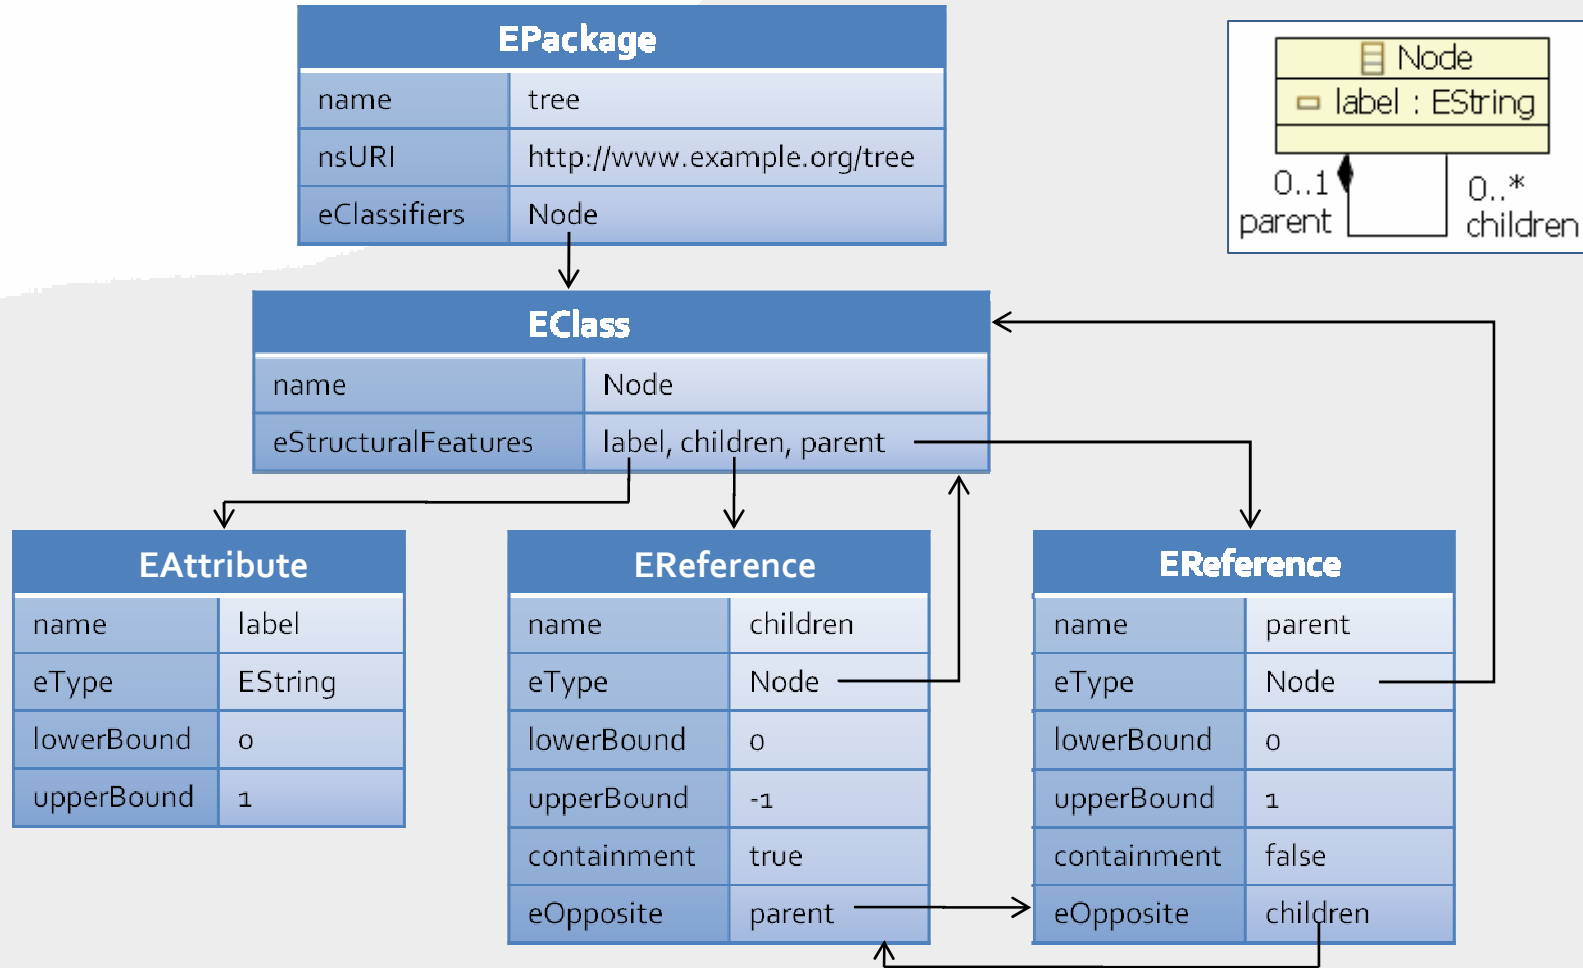 EPackage
name tree
nsURI http://www.example.org/tree
eClassifiers Node
Node
label : EString
0..1 0..*
parent children
EClass
name Node
eStructuralFeatures label, children, parent
EAttribute
name label
eType EString
lowerBound 0
upperBound 1
EReference
name children
eType Node
lowerBound 0
upperBound -1
containment true
eOpposite parent
EReference
name parent
eType Node
lowerBound 0
upperBound 1
containment false
eOpposite children